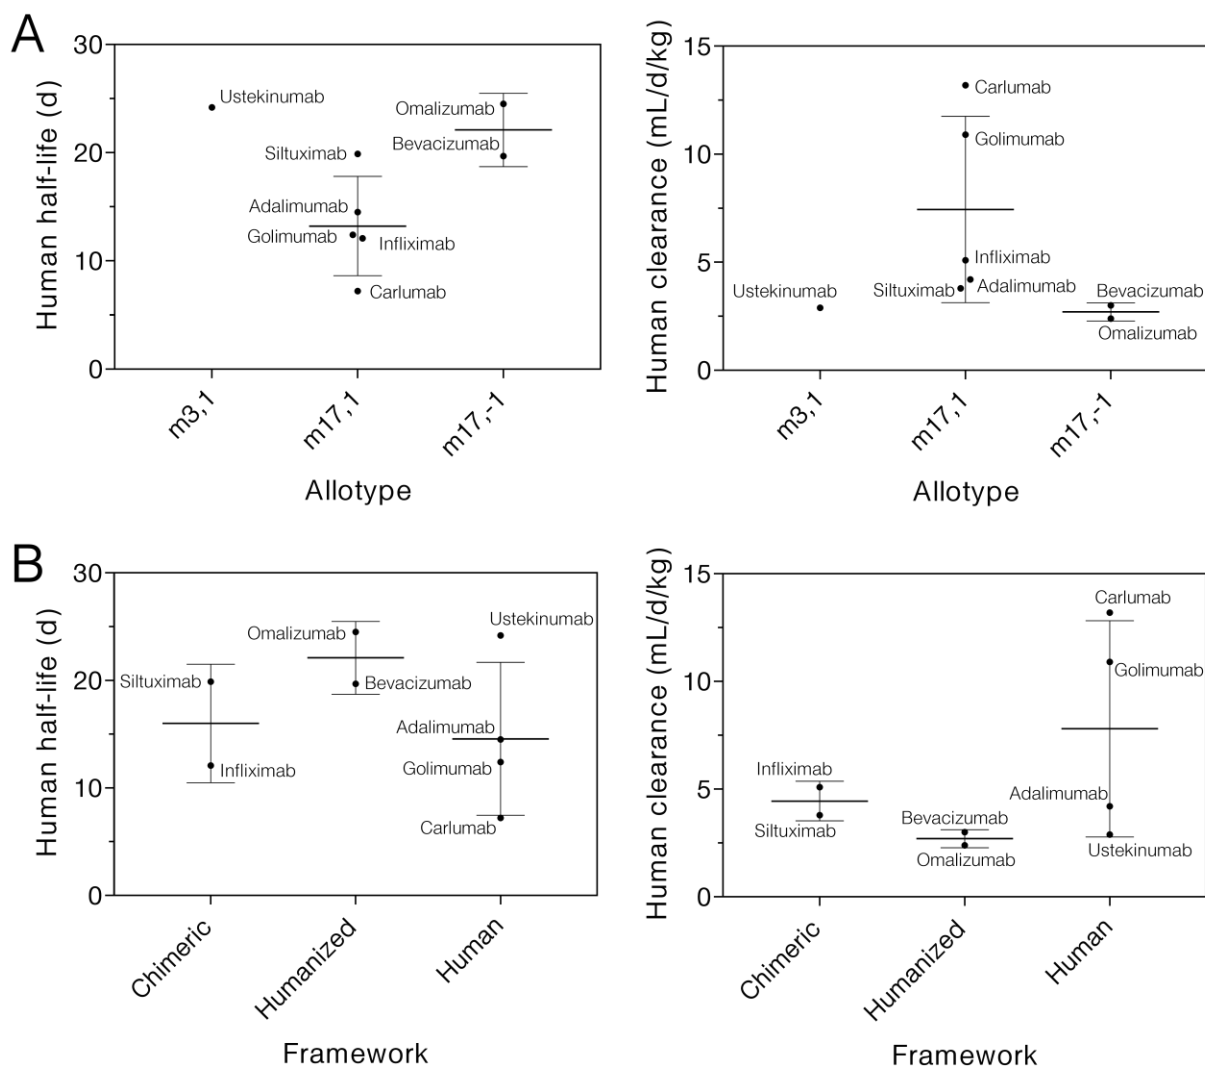 A
Human half-life (d)
30
20
10
0
Ustekinumab
Siltuximab
Adalimumab
Golimumab
Infliximab
Carlumab
Omalizumab
Bevacizumab
m3,1
m17,1
m17,-1
Allotype
Human clearance (mL/d/kg)
15
10
5
0
Ustekinumab
Carlumab
Golimumab
Infliximab
Siltuximab
Adalimumab
Bevacizumab
Omalizumab
m3,1
m17,1
m17,-1
Allotype
B
Human half-life (d)
30
20
10
0
Siltuximab
Infliximab
Omalizumab
Bevacizumab
Ustekinumab
Adalimumab
Golimumab
Carlumab
Chimeric
Humanized
Human
Framework
Human clearance (mL/d/kg)
15
10
5
0
Infliximab
Siltuximab
Bevacizumab
Omalizumab
Carlumab
Golimumab
Adalimumab
Ustekinumab
Chimeric
Humanized
Human
Framework